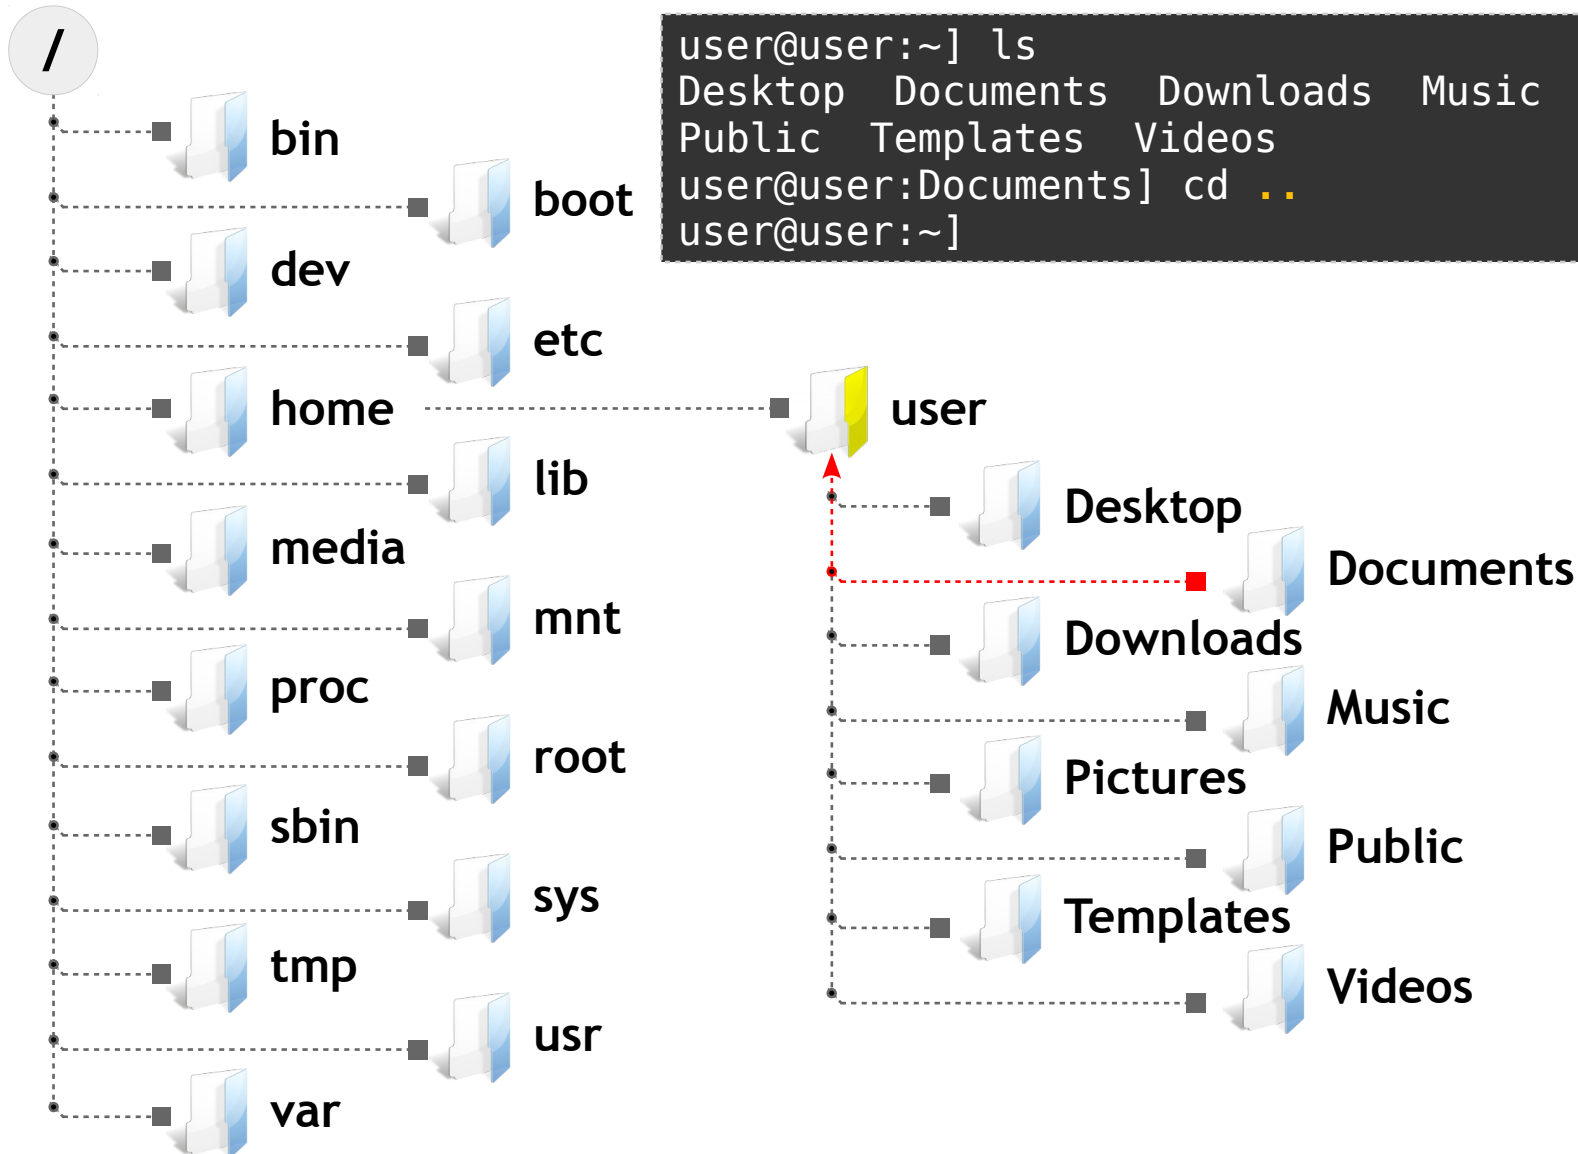 /
user@user:~] ls
Desktop  Documents  Downloads  Music
Public  Templates  Videos
user@user:Documents] cd ..
user@user:~]
bin
boot
dev
etc
home
user
lib
Desktop
media
Documents
mnt
Downloads
proc
Music
root
Pictures
sbin
Public
sys
Templates
tmp
Videos
usr
var